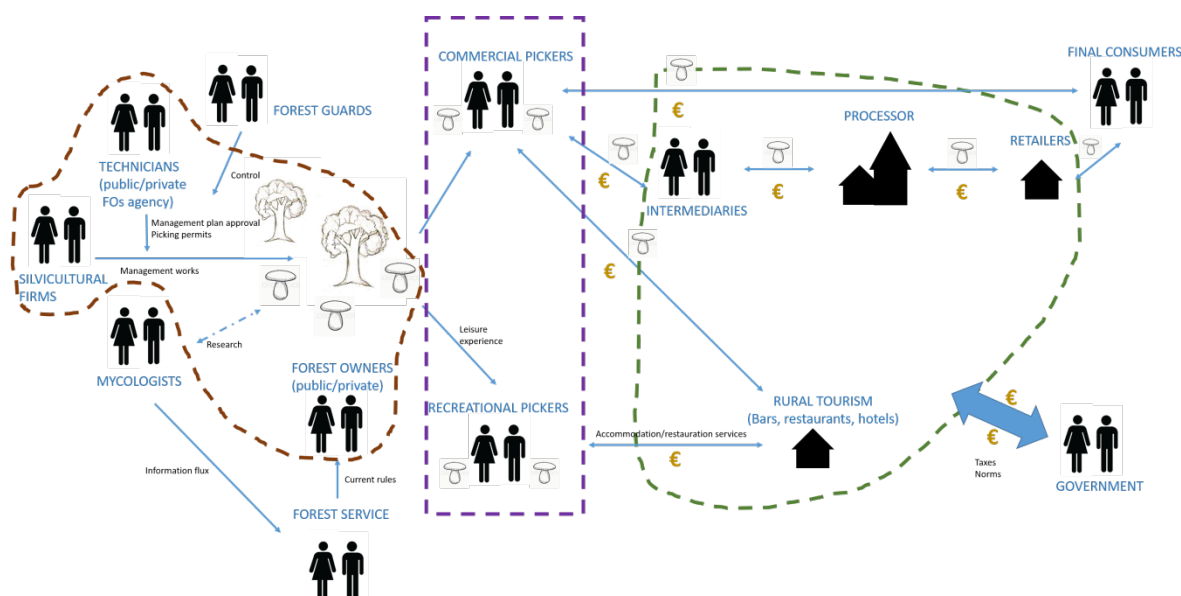 COMMERCIAL PICKERS
FINAL CONSUMERS
FOREST GUARDS
€
PROCESSOR
RETAILERS
TECHNICIANS
(public/private
FOs agency)
Control
€
€
€
INTERMEDIARIES
Management plan approval
Picking permits
Management works
SILVICULTURAL
FIRMS
€
Leisure
experience
Research
MYCOLOGISTS
FOREST OWNERS
(public/private)
RECREATIONAL PICKERS
RURAL TOURISM
(Bars, restaurants, hotels)
€
€
Accommodation/restauration services
€
Information flux
Current rules
Taxes
Norms
GOVERNMENT
FOREST SERVICE